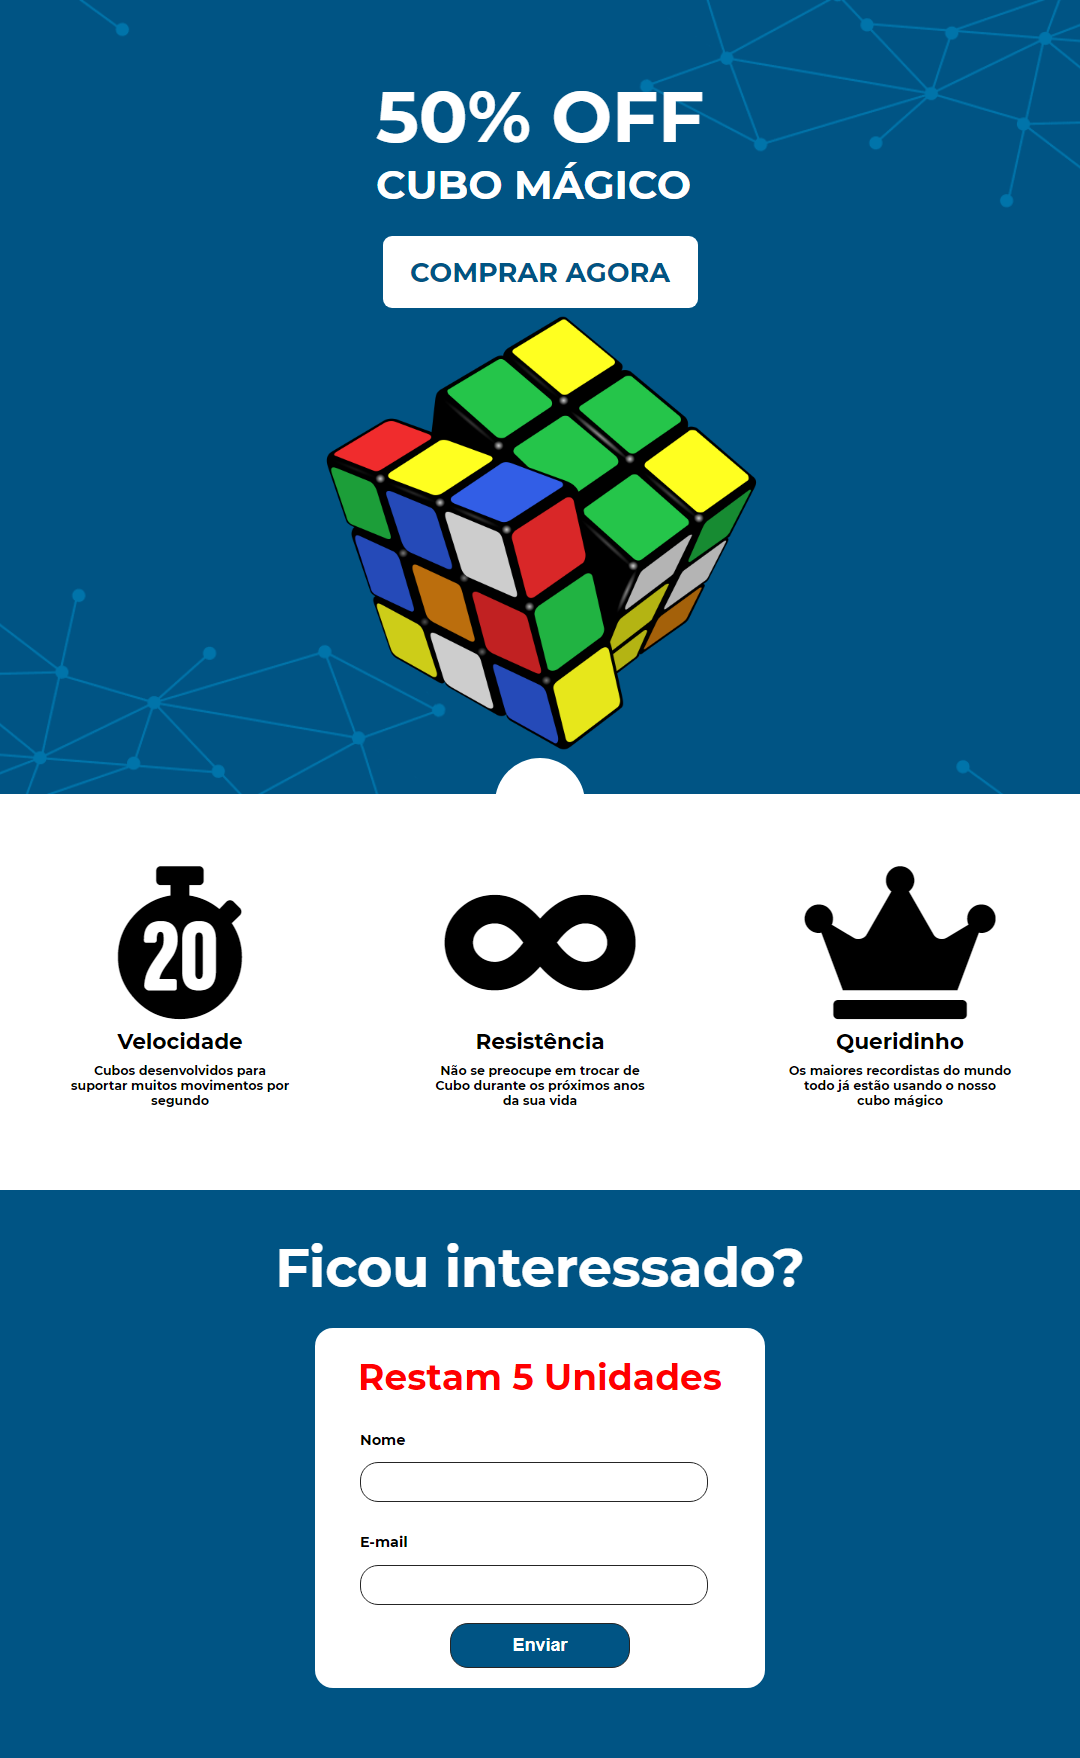 50% OFF
CUBO MÁGICO
COMPRAR AGORA
20
Velocidade
Cubos desenvolvidos para
suportar muitos movimentos por
segundo
Resistência
Não se preocupe em trocar de
Cubo durante os próximos anos
da sua vida
Queridinho
Os maiores recordistas do mundo
todo já estão usando o nosso
cubo mágico
Ficou interessado?
Restam 5 Unidades
Nome
E-mail
Enviar